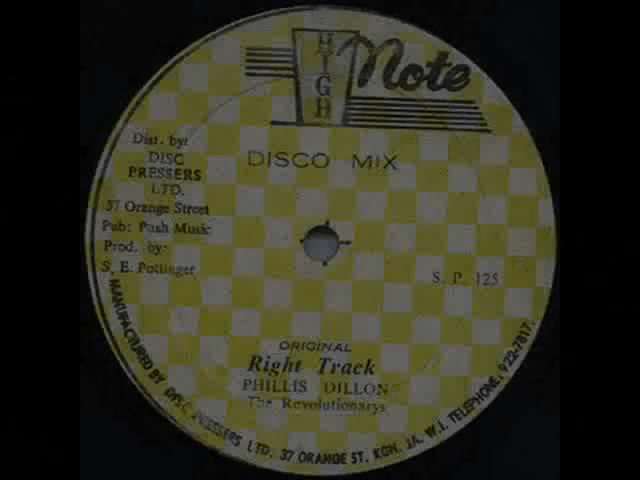 HIGH Note
DISCO MIX
Dist. by:
DISC
PRESSERS
LTD.
37 Orange Street
Pub: Push Music
Prod. by:
S. E. Pottinger
S. P. 125
ORIGINAL
Right Track
PHILLIS DILLON
The Revolutionarys
MANUFACTURED BY DISC PRESSERS LTD. 37 ORANGE ST. KGN. JA. W.I. TELEPHONE. 922-7817.